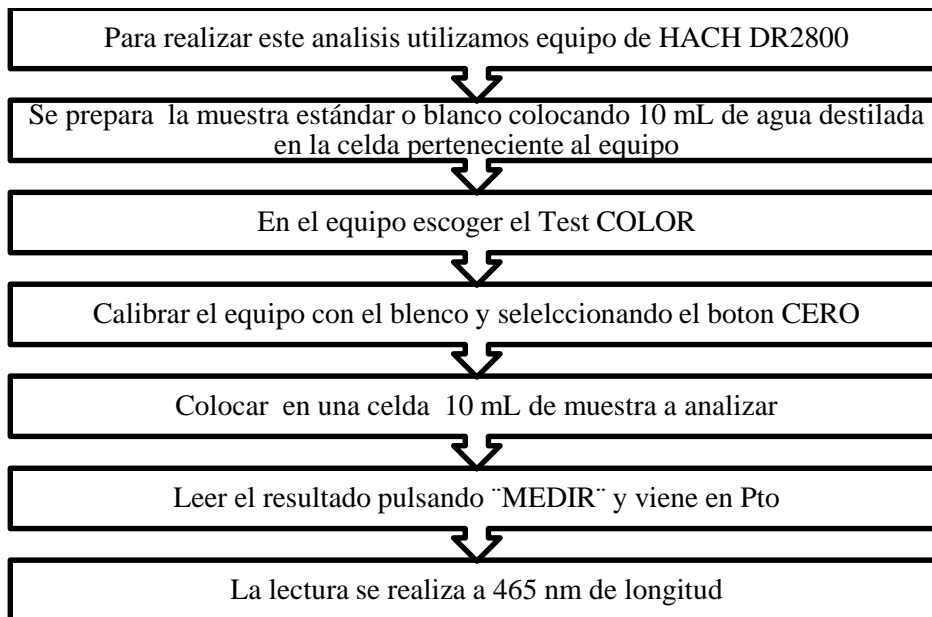 Para realizar este analisis utilizamos equipo de HACH DR2800
Se prepara la muestra estándar o blanco colocando 10 mL de agua destilada
en la celda perteneciente al equipo
En el equipo escoger el Test COLOR
Calibrar el equipo con el blenco y selelccionando el boton CERO
Colocar en una celda 10 mL de muestra a analizar
Leer el resultado pulsando ¨MEDIR¨ y viene en Pto
La lectura se realiza a 465 nm de longitud